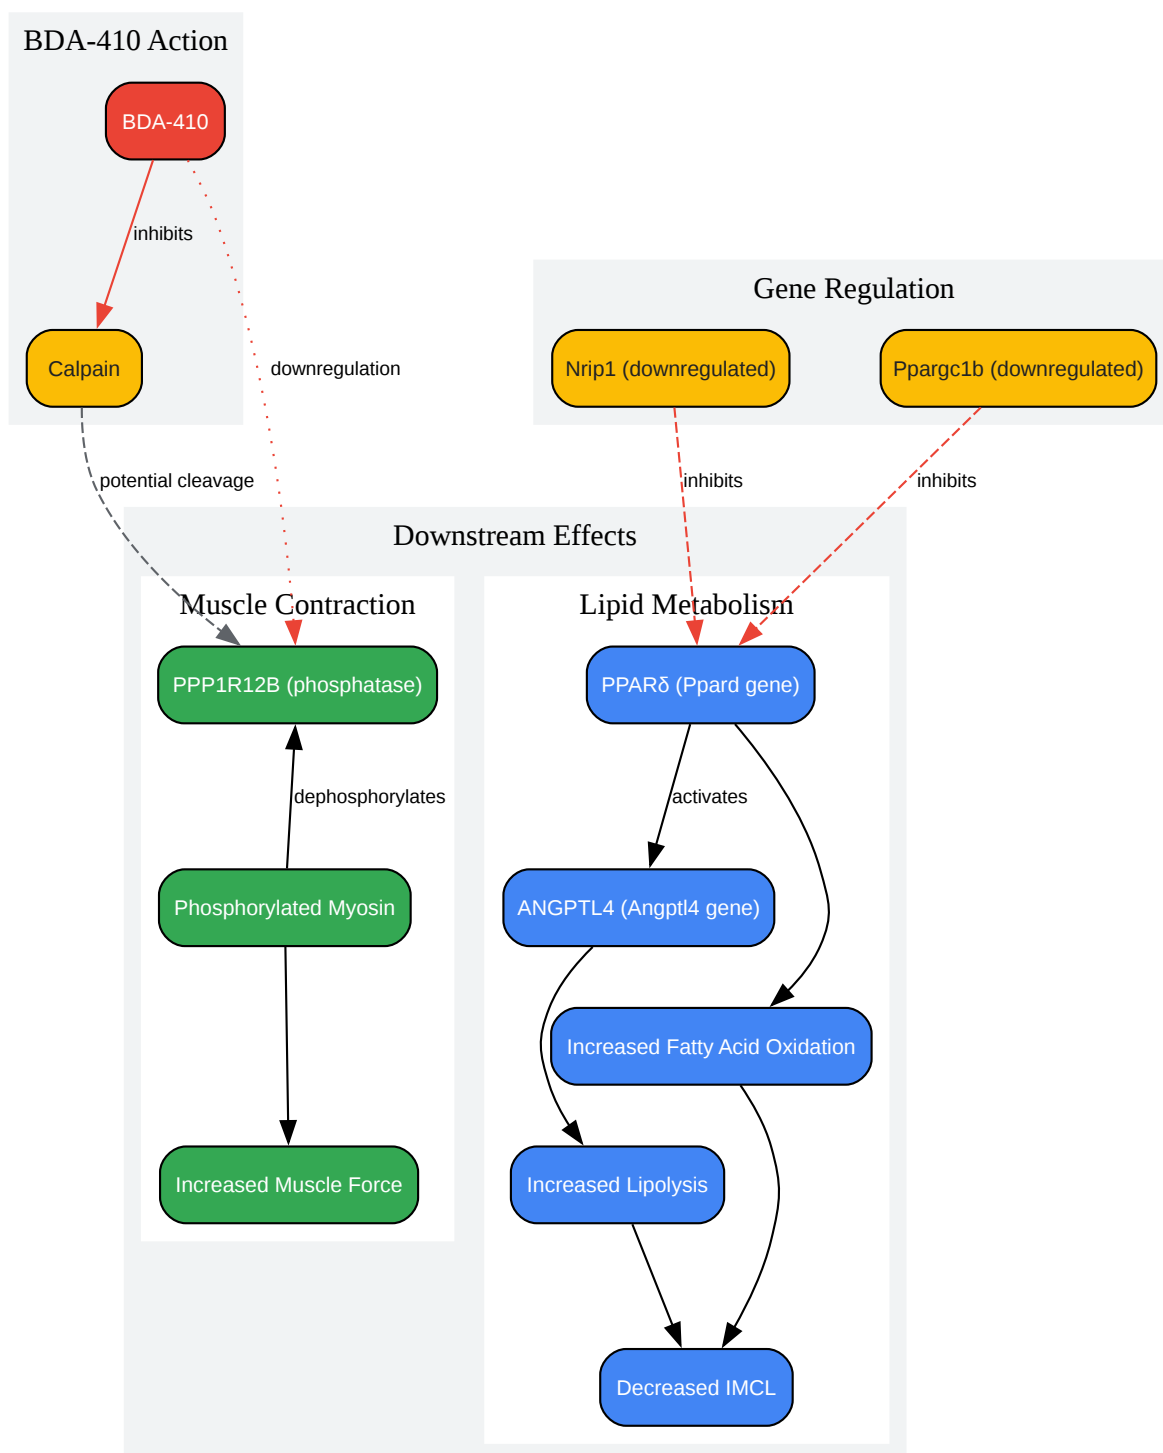 BDA-410 Action
BDA-410
inhibits
Gene Regulation
downregulation
Calpain
Nrip1 (downregulated)
Ppargc1b (downregulated)
potential cleavage
inhibits
inhibits
Downstream Effects
Muscle Contraction
Lipid Metabolism
PPP1R12B (phosphatase)
PPARδ (Ppard gene)
dephosphorylates
activates
Phosphorylated Myosin
ANGPTL4 (Angptl4 gene)
Increased Fatty Acid Oxidation
Increased Muscle Force
Increased Lipolysis
Decreased IMCL